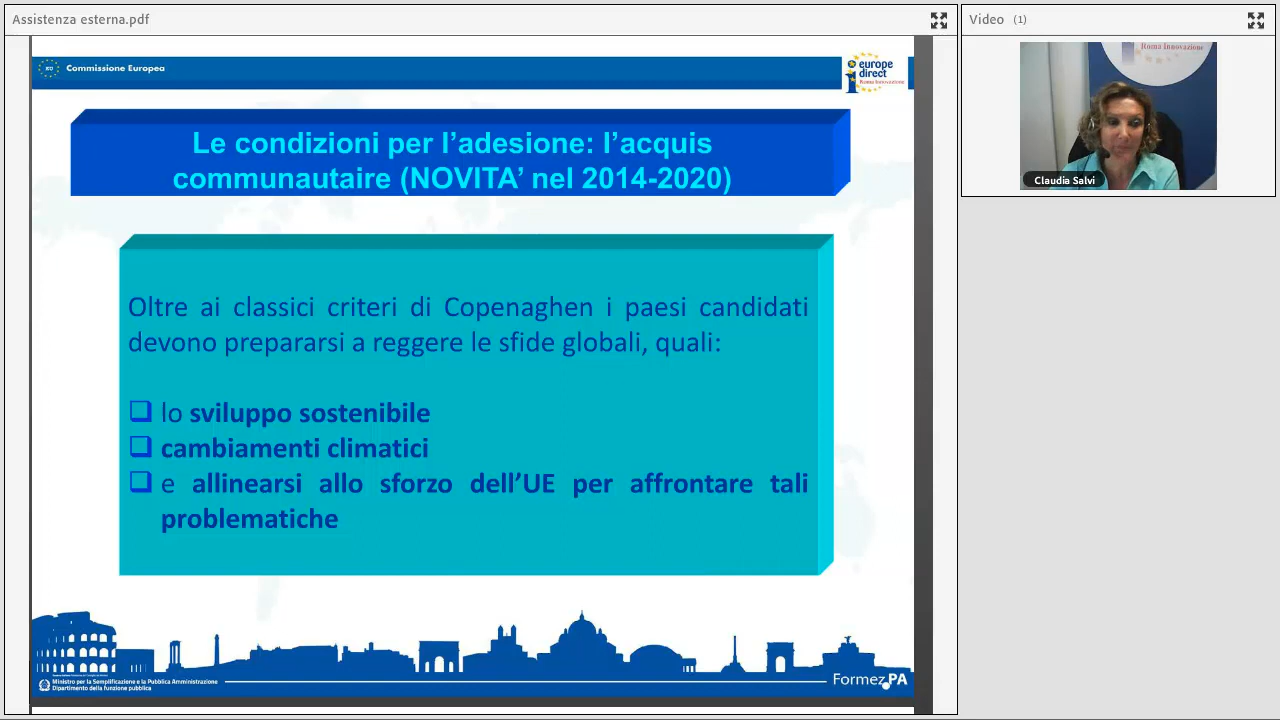 Assistenza esterna.pdf
Video (1)
Commissione Europea
europe
direct
Roma Innovazione
Roma Innovazione
Claudia Salvi
Le condizioni per l’adesione: l’acquis
communautaire (NOVITA’ nel 2014-2020)
Oltre ai classici criteri di Copenaghen i paesi candidati
devono prepararsi a reggere le sfide globali, quali:
lo sviluppo sostenibile
cambiamenti climatici
e allinearsi allo sforzo dell’UE per affrontare tali
problematiche
Ministro per la Semplificazione e la Pubblica Amministrazione
Dipartimento della funzione pubblica
Formez PA